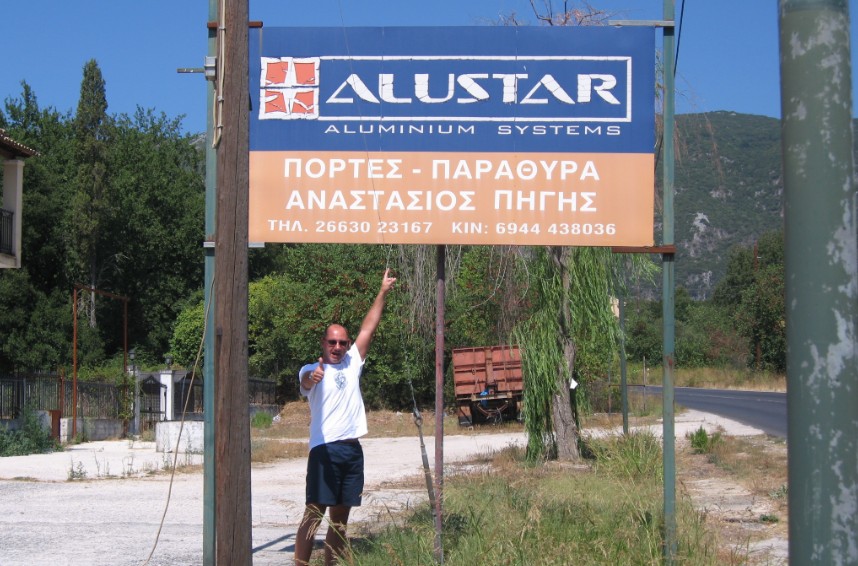 ALUSTAR
ALUMINIUM SYSTEMS
ΠΟΡΤΕΣ - ΠΑΡΑΘΥΡΑ
ΑΝΑΣΤΑΣΙΟΣ ΠΗΓΗΣ
ΤΗΛ. 26630 23167 ΚΙΝ: 6944 438036